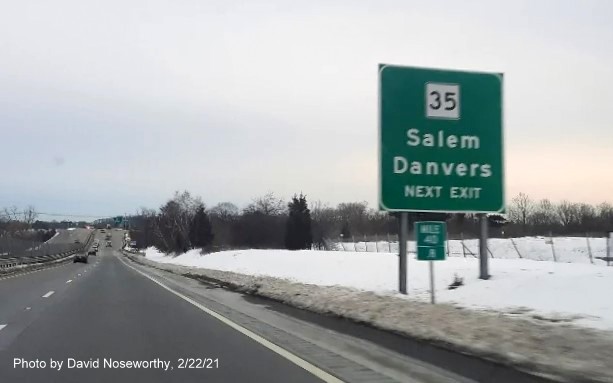 35
Salem
Danvers
NEXT EXIT
MILE
40
Photo by David Noseworthy, 2/22/21